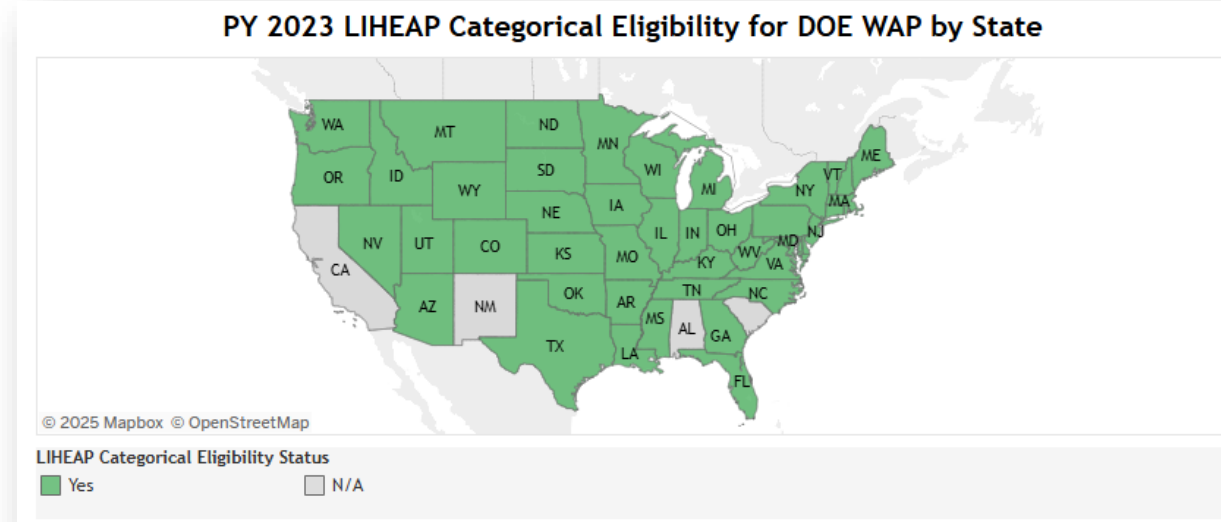 PY 2023 LIHEAP Categorical Eligibility for DOE WAP by State
WA
MT
ND
MN
ME
OR
ID
SD
WI
VT
WY
MI
NY
MA
NE
IA
NV
UT
CO
IL
IN
OH
NJ
MD
KS
MO
WV
VA
KY
CA
AZ
NM
OK
AR
TN
NC
MS
AL
GA
TX
LA
FL
© 2025 Mapbox © OpenStreetMap
LIHEAP Categorical Eligibility Status
Yes
N/A